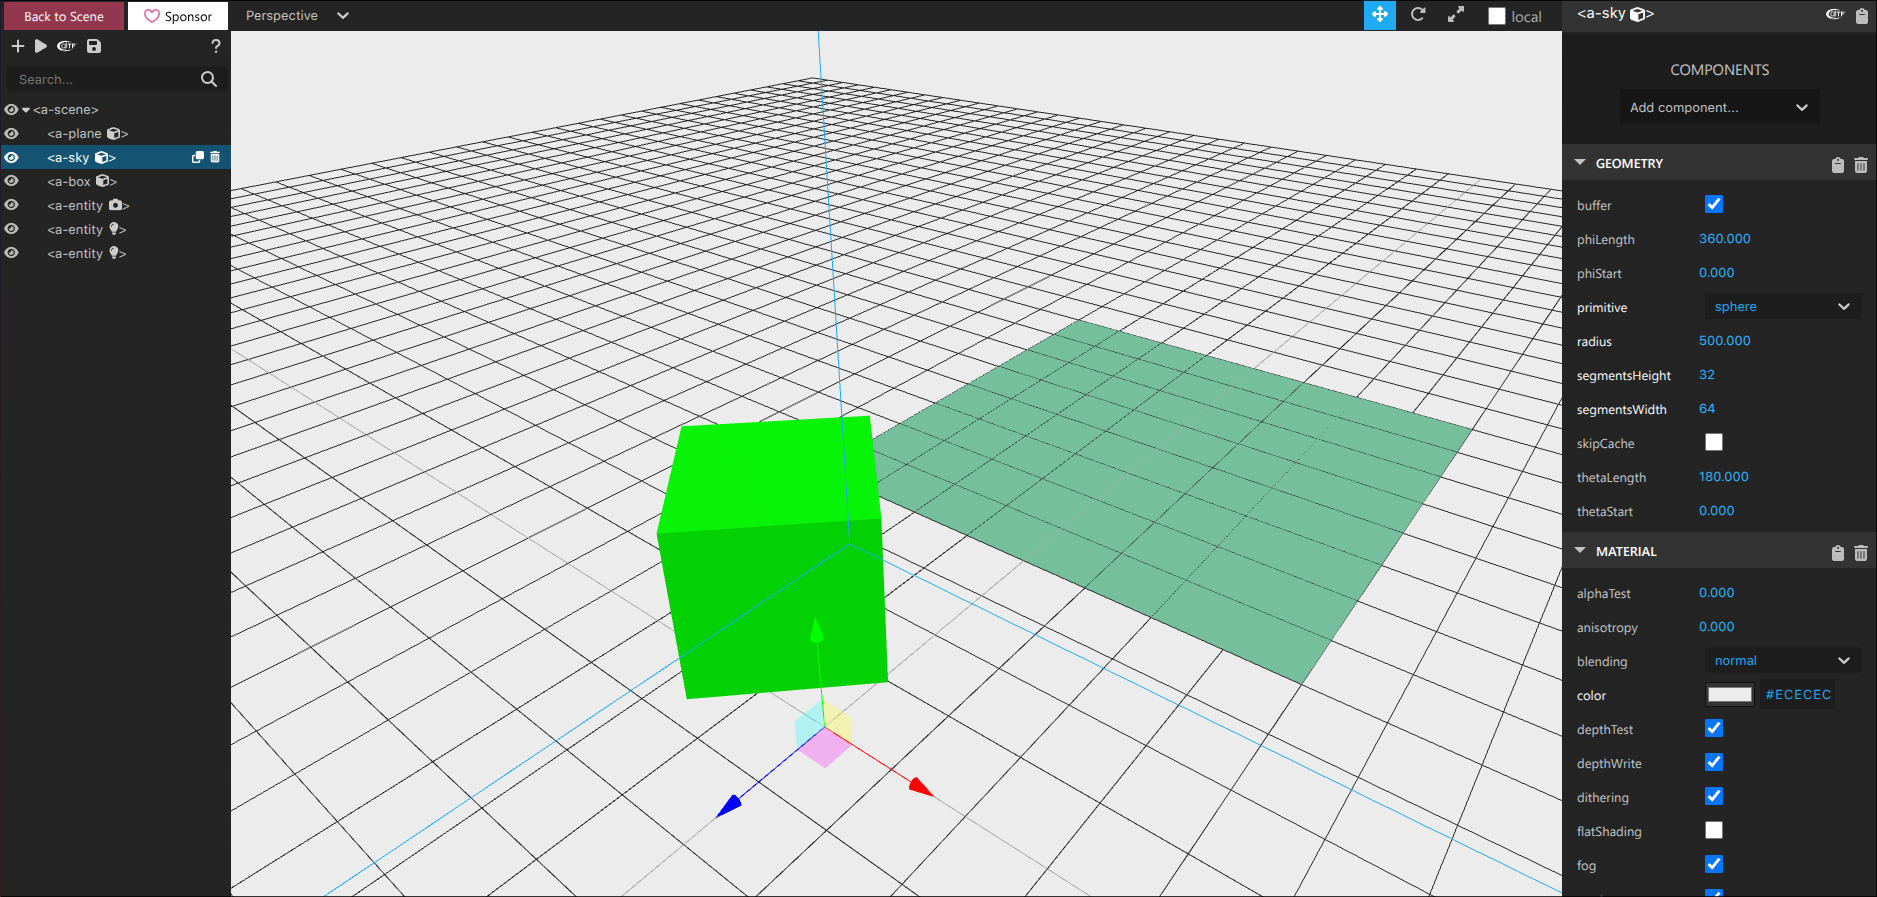 Back to Scene
Sponsor
Perspective
local
<a-sky >
glTF
glTF
?
Search...
<a-scene>
<a-plane >
<a-sky >
<a-box >
<a-entity >
<a-entity >
<a-entity >
COMPONENTS
Add component...
GEOMETRY
buffer
phiLength 360.000
phiStart 0.000
primitive sphere
radius 500.000
segmentsHeight 32
segmentsWidth 64
skipCache
thetaLength 180.000
thetaStart 0.000
MATERIAL
alphaTest 0.000
anisotropy 0.000
blending normal
color #ECECEC
depthTest
depthWrite
dithering
flatShading
fog